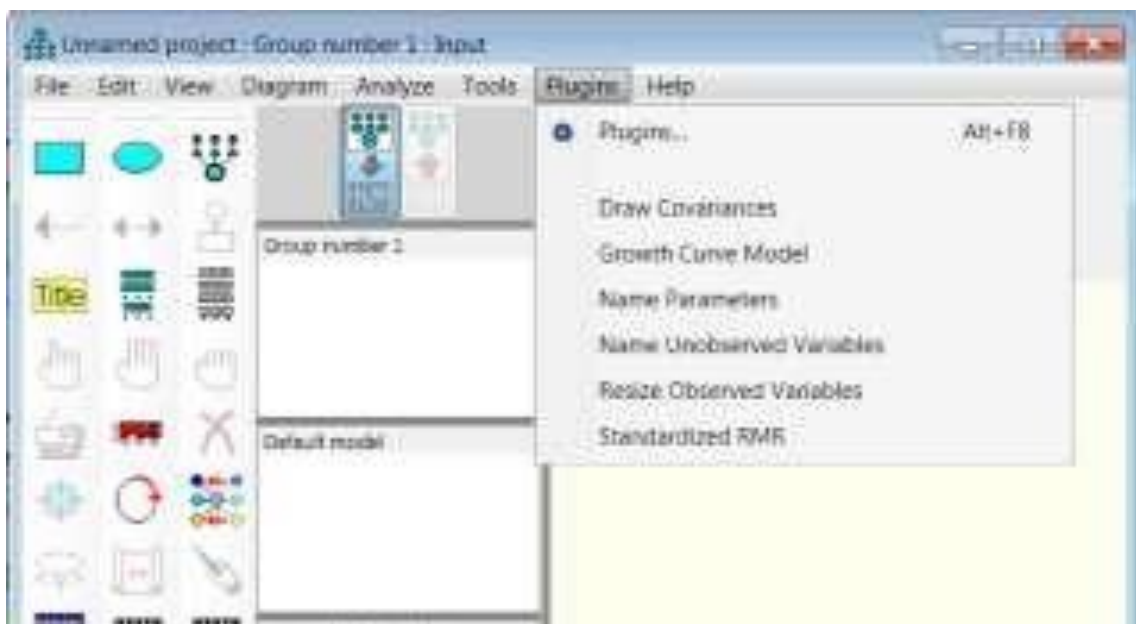 Unnamed project : Group number 1 : Input
File Edit View Diagram Analyze Tools Plugins Help
Plugins... Alt+F8
Draw Covariances
Growth Curve Model
Name Parameters
Name Unobserved Variables
Resize Observed Variables
Standardized RMR
Group number 1
Title
Default model